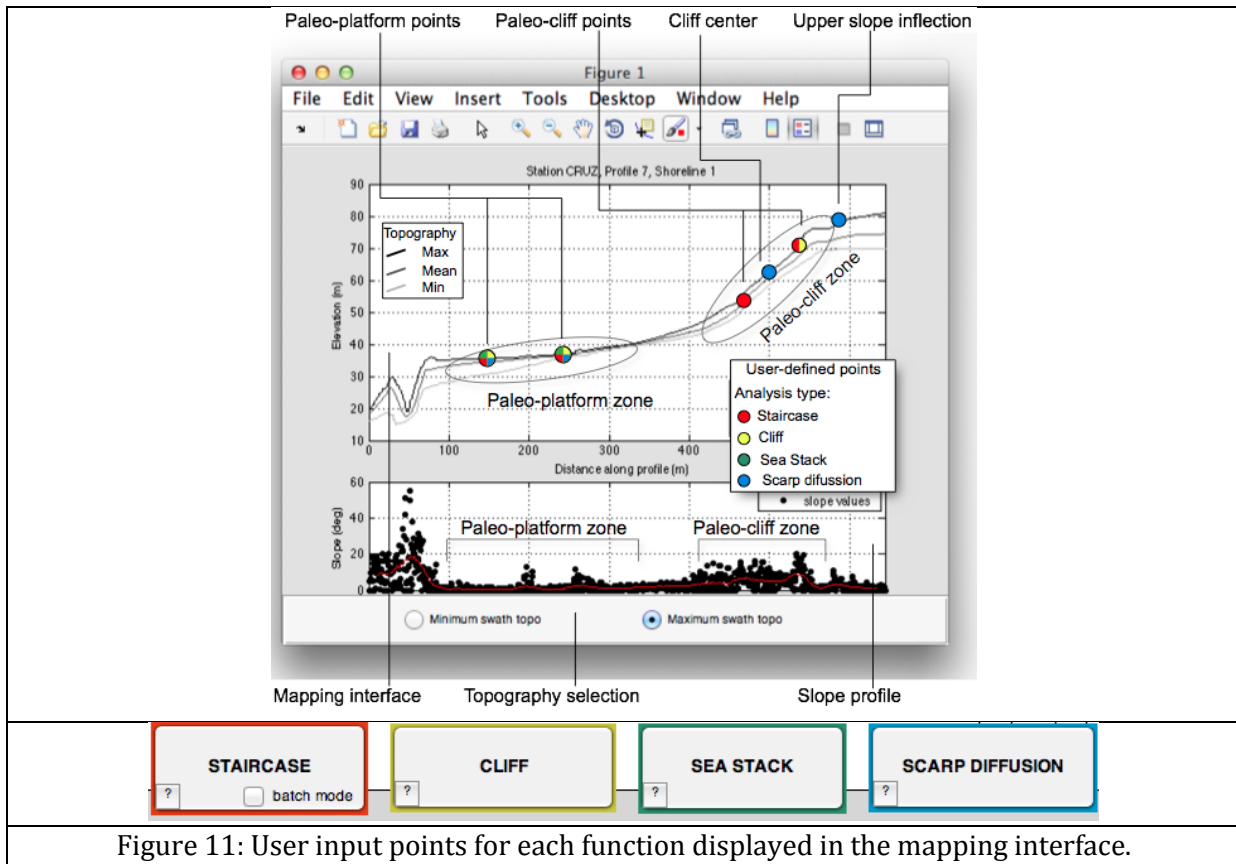 Paleo-platform points Paleo-cliff points Cliff center Upper slope inflection
Figure 1
File Edit View Insert Tools Desktop Window Help
Station CRUZ, Profile 7, Shoreline 1
90
80
70
60
50
40
30
20
10
Elevation (m)
Topography
Max
Mean
Min
Paleo-cliff zone
Paleo-platform zone
User-defined points
Analysis type:
Staircase
Cliff
Sea Stack
Scarp difussion
0 100 200 300 400
Distance along profile (m)
slope values
60
40
20
0
Slope (deg)
Paleo-platform zone Paleo-cliff zone
Minimum swath topo Maximum swath topo
Mapping interface Topography selection Slope profile
STAIRCASE
? batch mode
CLIFF
?
SEA STACK
?
SCARP DIFFUSION
?
Figure 11: User input points for each function displayed in the mapping interface.